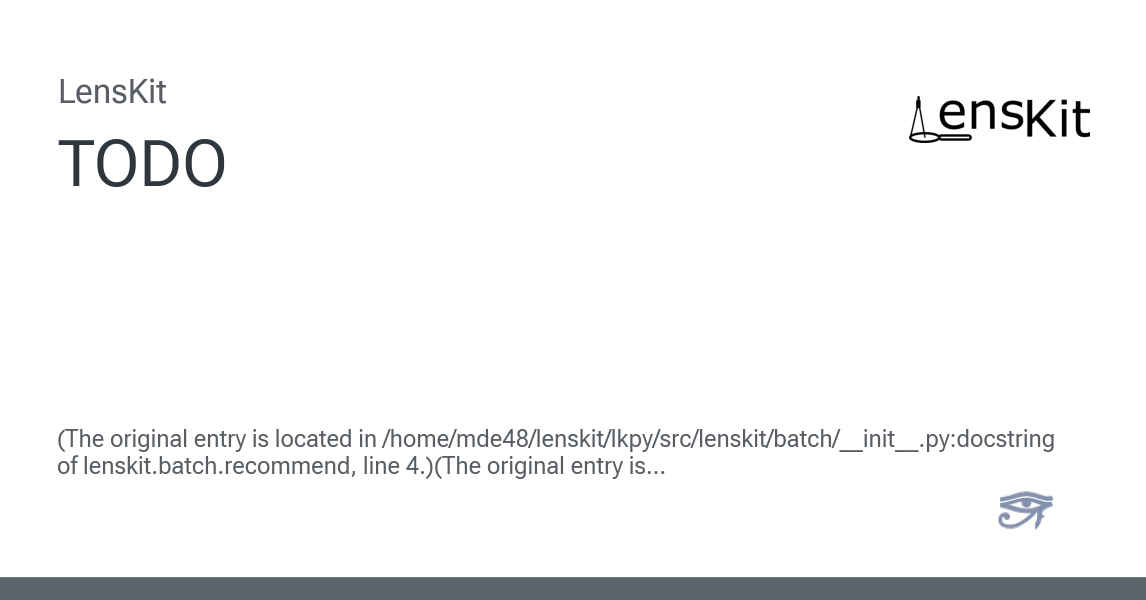 LensKit
LensKit
TODO
(The original entry is located in /home/mde48/lenskit/lkpy/src/lenskit/batch/__init__.py:docstring
of lenskit.batch.recommend, line 4.)(The original entry is...